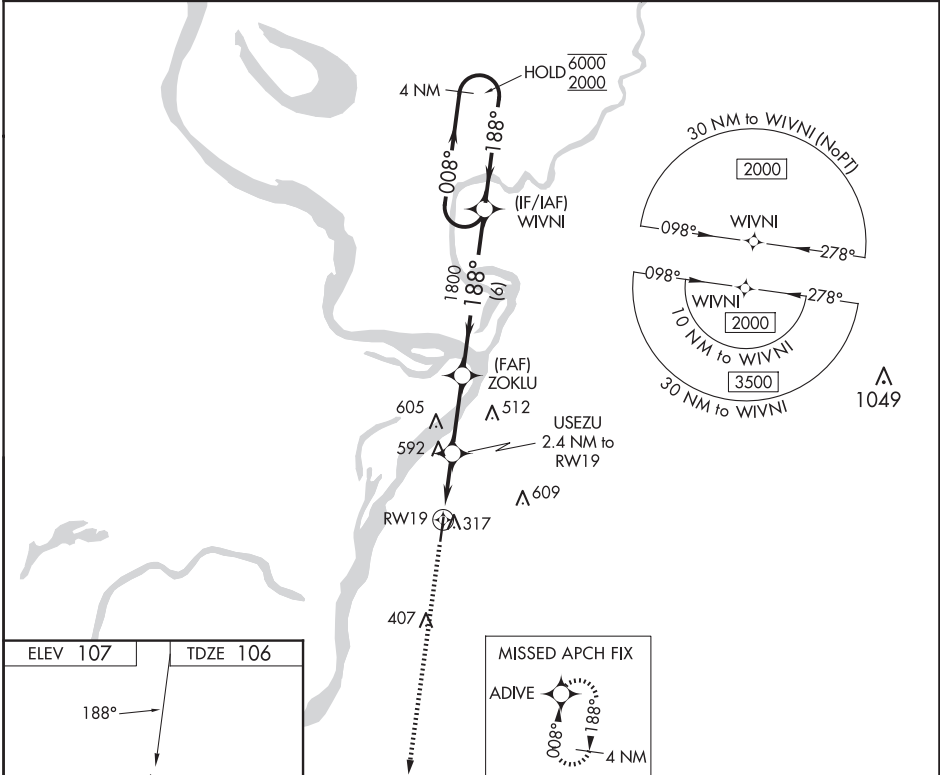 HOLD 6000
2000
4 NM
188°
008°
(IF/IAF)
WIVNI
1800
188°
(6)
(FAF)
ZOKLU
605
512
592
USEZU
2.4 NM to
RW19
609
RW19
317
407
30 NM to WIVNI (NoPT)
2000
WIVNI
098°
278°
098°
278°
WIVNI
2000
10 NM to WIVNI
3500
30 NM to WIVNI
1049
ELEV 107
TDZE 106
188°
MISSED APCH FIX
ADIVE
008°
188°
4 NM